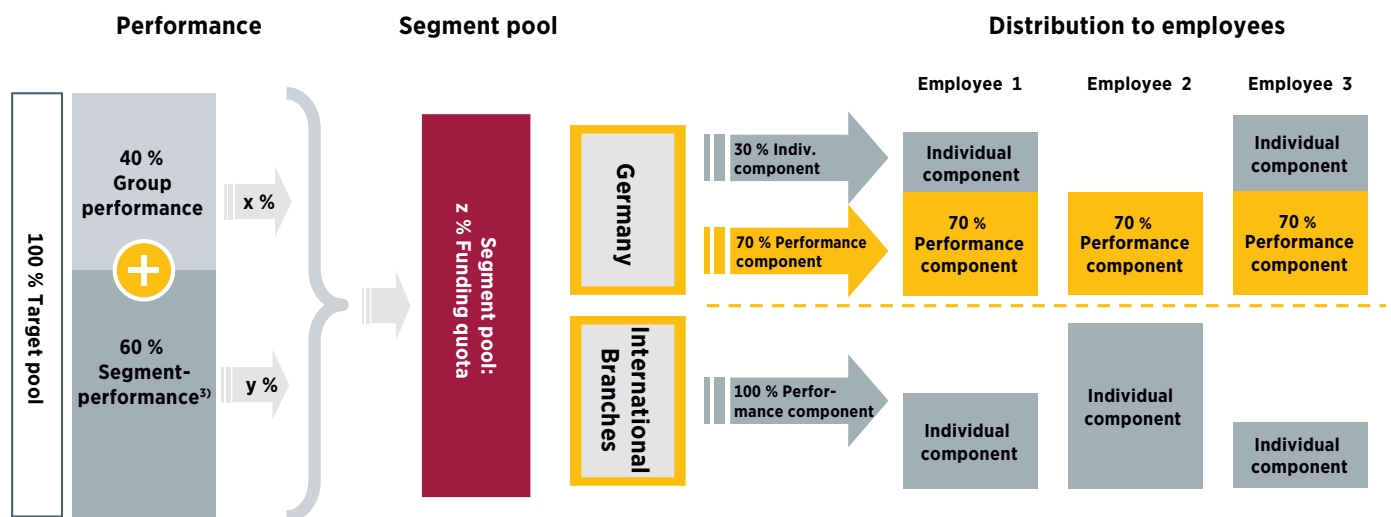 Performance
Segment pool
Distribution to employees
Employee 1
Employee 2
Employee 3
100 % Target pool
40 %
Group
performance
x %
60 %
Segment-
performance³⁾
y %
Segment pool:
z % Funding quota
Germany
30 % Indiv.
component
70 % Performance
component
Individual
component
70 %
Performance
component
70 %
Performance
component
Individual
component
70 %
Performance
component
International
Branches
100 % Perfor-
mance component
Individual
component
Individual
component
Individual
component